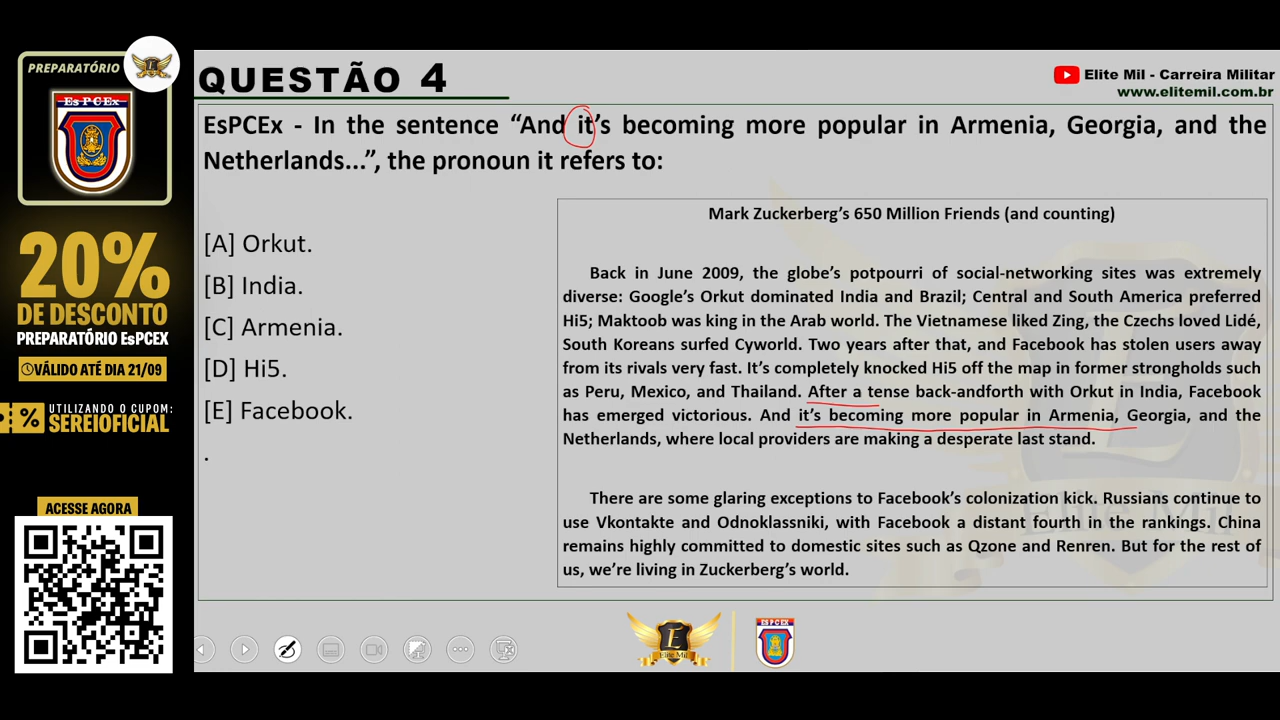 PREPARATÓRIO
EsPCEx
20%
DE DESCONTO
PREPARATÓRIO EsPCEX
VÁLIDO ATÉ DIA 21/09
% UTILIZANDO O CUPOM:
SEREIOFICIAL
ACESSE AGORA
QUESTÃO 4
Elite Mil - Carreira Militar
www.elitemil.com.br
EsPCEx - In the sentence “And it’s becoming more popular in Armenia, Georgia, and the
Netherlands...”, the pronoun it refers to:
[A] Orkut.
[B] India.
[C] Armenia.
[D] Hi5.
[E] Facebook.
.
Mark Zuckerberg’s 650 Million Friends (and counting)
Back in June 2009, the globe’s potpourri of social-networking sites was extremely
diverse: Google’s Orkut dominated India and Brazil; Central and South America preferred
Hi5; Maktoob was king in the Arab world. The Vietnamese liked Zing, the Czechs loved Lidé,
South Koreans surfed Cyworld. Two years after that, and Facebook has stolen users away
from its rivals very fast. It’s completely knocked Hi5 off the map in former strongholds such
as Peru, Mexico, and Thailand. After a tense back-andforth with Orkut in India, Facebook
has emerged victorious. And it’s becoming more popular in Armenia, Georgia, and the
Netherlands, where local providers are making a desperate last stand.
There are some glaring exceptions to Facebook’s colonization kick. Russians continue to
use Vkontakte and Odnoklassniki, with Facebook a distant fourth in the rankings. China
remains highly committed to domestic sites such as Qzone and Renren. But for the rest of
us, we’re living in Zuckerberg’s world.
Elite Mil
E
Elite Mil
EsPCEx